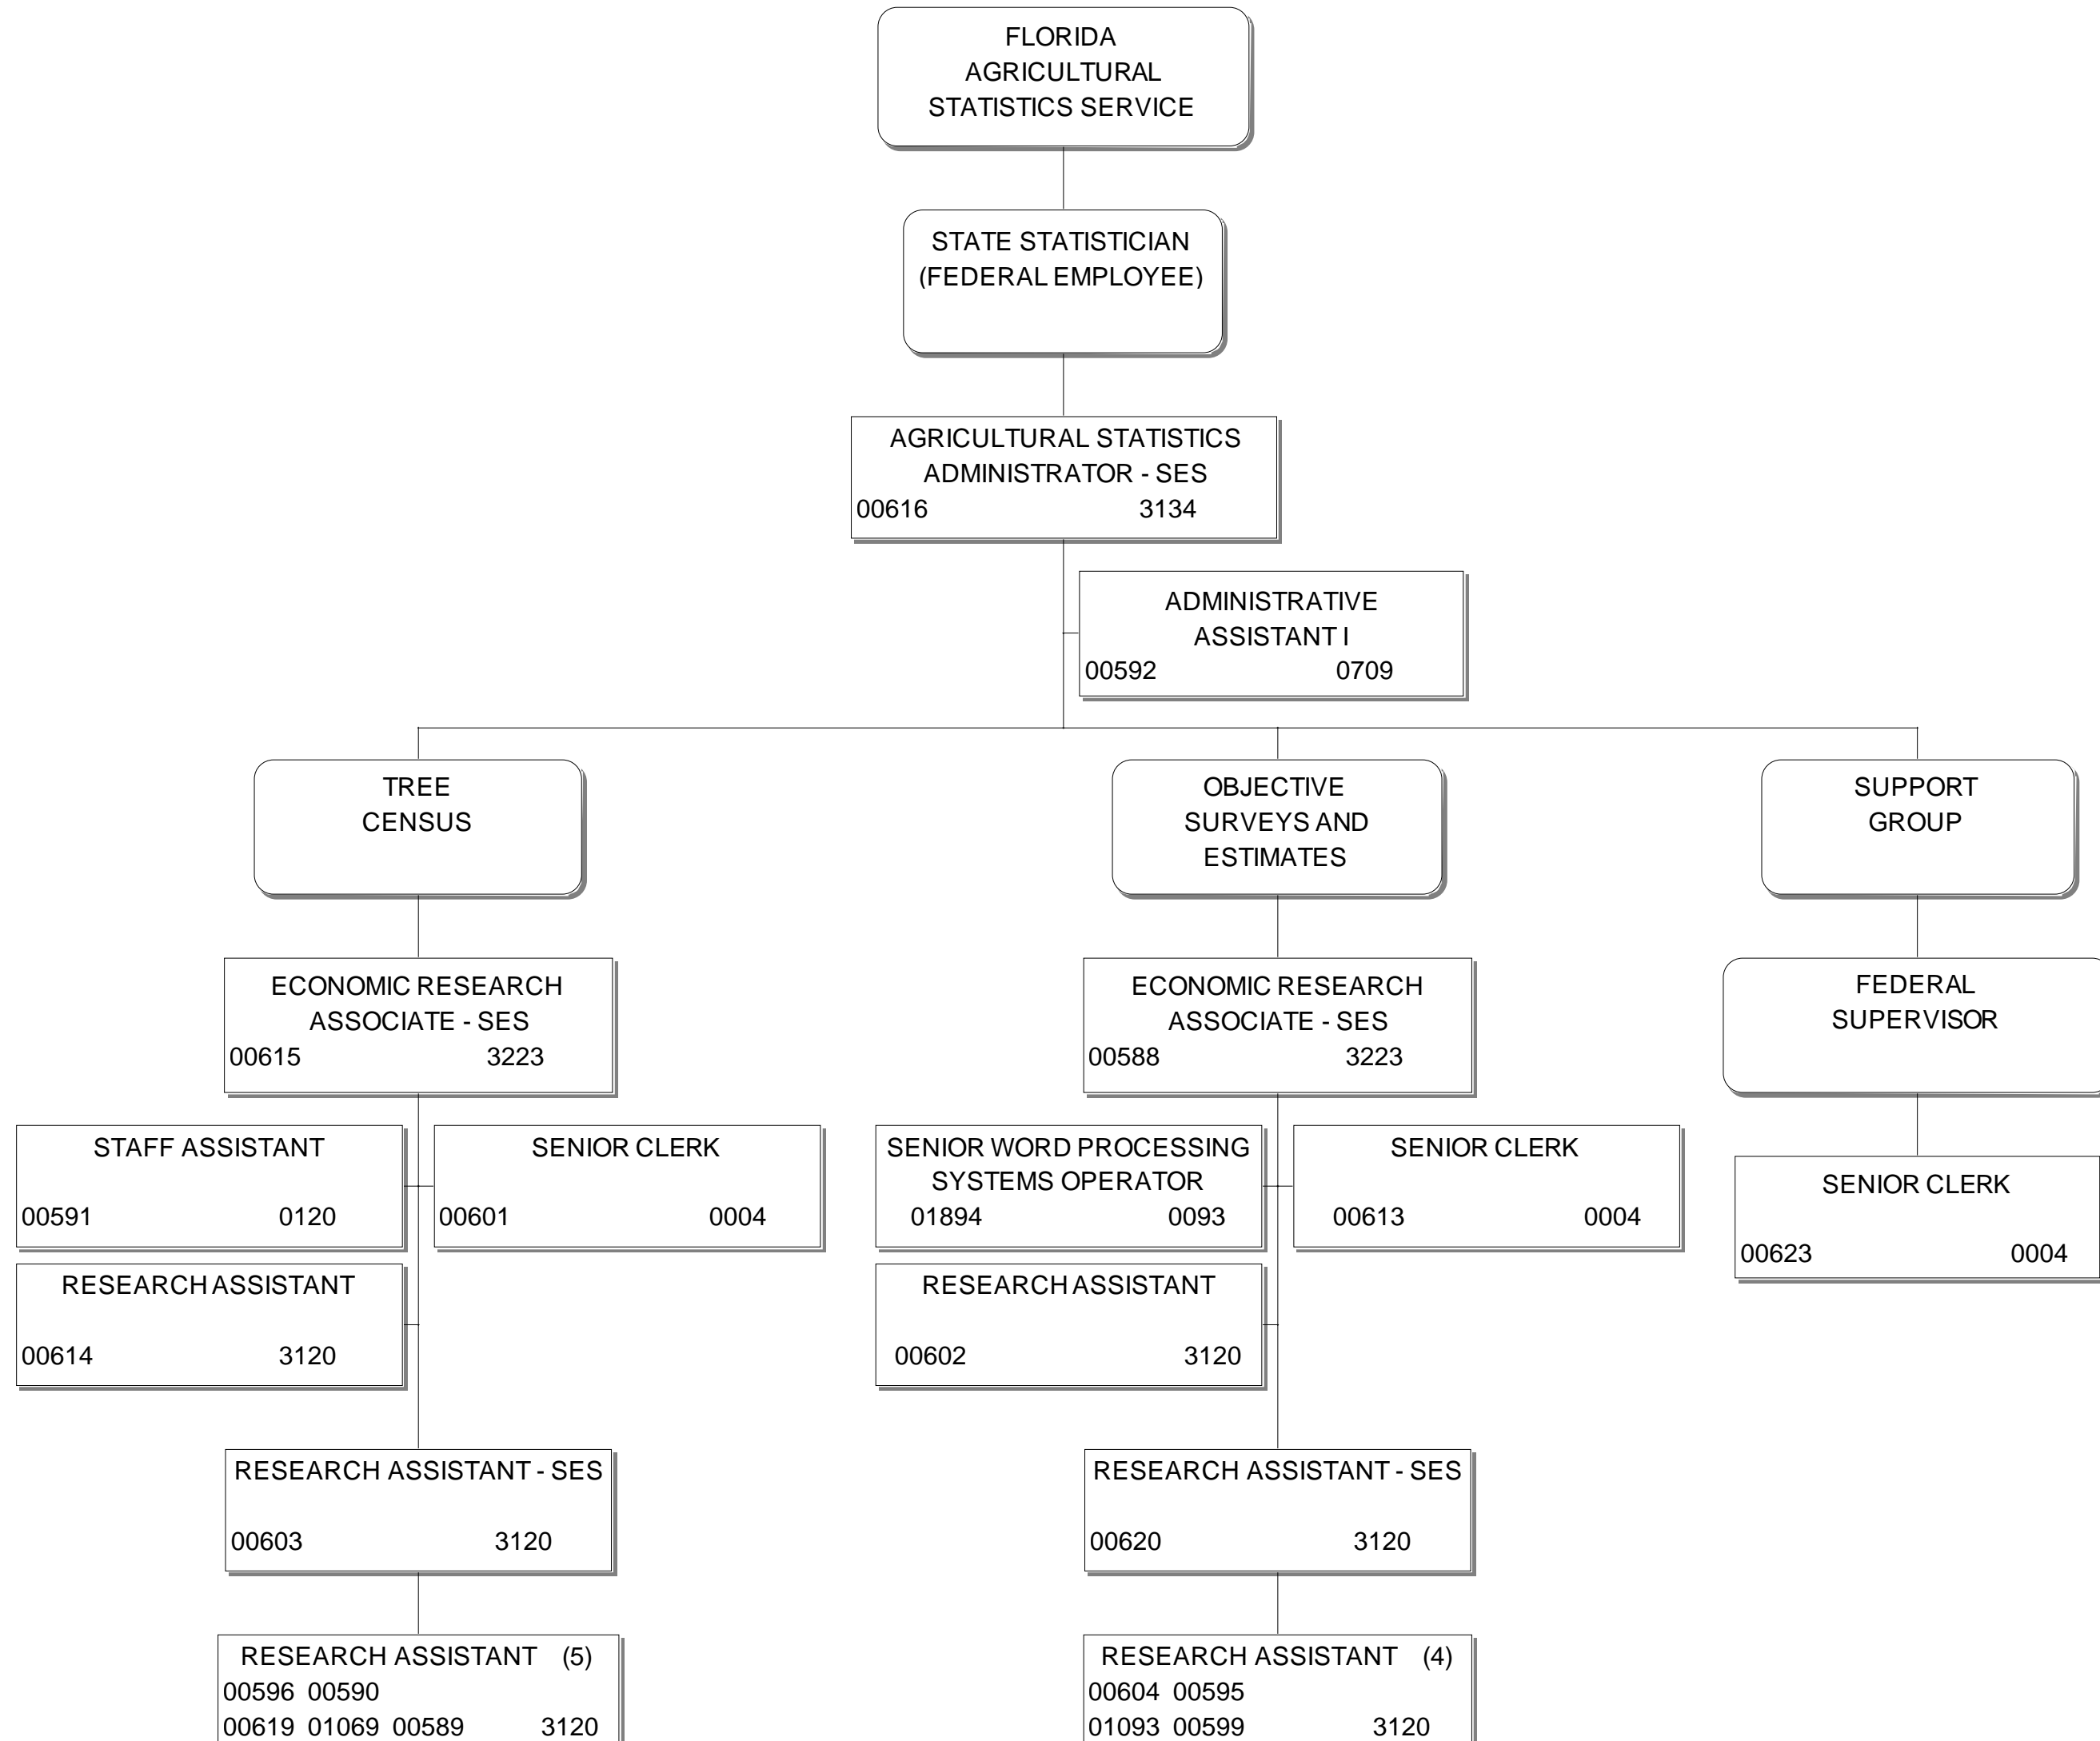 FLORIDA
AGRICULTURAL
STATISTICS SERVICE
STATE STATISTICIAN
(FEDERAL EMPLOYEE)
AGRICULTURAL STATISTICS
ADMINISTRATOR - SES
00616 3134
ADMINISTRATIVE
ASSISTANT I
00592 0709
TREE
CENSUS
OBJECTIVE
SURVEYS AND
ESTIMATES
SUPPORT
GROUP
ECONOMIC RESEARCH
ASSOCIATE - SES
00615 3223
ECONOMIC RESEARCH
ASSOCIATE - SES
00588 3223
FEDERAL
SUPERVISOR
STAFF ASSISTANT
00591 0120
SENIOR CLERK
00601 0004
SENIOR WORD PROCESSING
SYSTEMS OPERATOR
01894 0093
SENIOR CLERK
00613 0004
SENIOR CLERK
00623 0004
RESEARCH ASSISTANT
00614 3120
RESEARCH ASSISTANT
00602 3120
RESEARCH ASSISTANT - SES
00603 3120
RESEARCH ASSISTANT - SES
00620 3120
RESEARCH ASSISTANT (5)
00596 00590
00619 01069 00589 3120
RESEARCH ASSISTANT (4)
00604 00595
01093 00599 3120